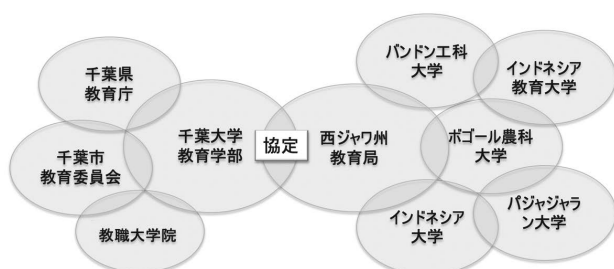 千葉県
教育庁
千葉市
教育委員会
教職大学院
千葉大学
教育学部
協定
西ジャワ州
教育局
バンドン工科
大学
インドネシア
教育大学
ボゴール農科
大学
インドネシア
大学
パジャジャラ
ン大学